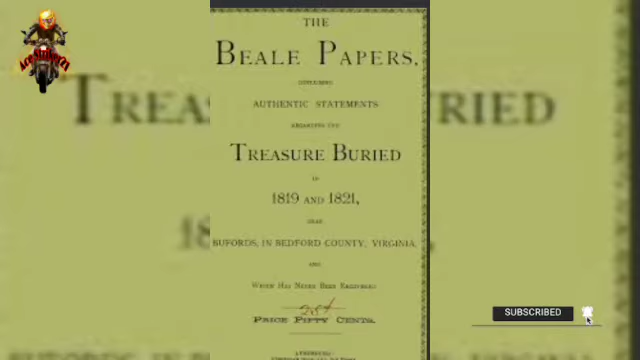 THE
BEALE PAPERS,
CONTAINING
AUTHENTIC STATEMENTS
REGARDING THE
TREASURE BURIED
IN
1819 AND 1821,
NEAR
BUFORDS, IN BEDFORD COUNTY, VIRGINIA,
AND
WHICH HAS NEVER BEEN RECOVERED.
PRICE FIFTY CENTS.
LYNCHBURG:
SUBSCRIBED